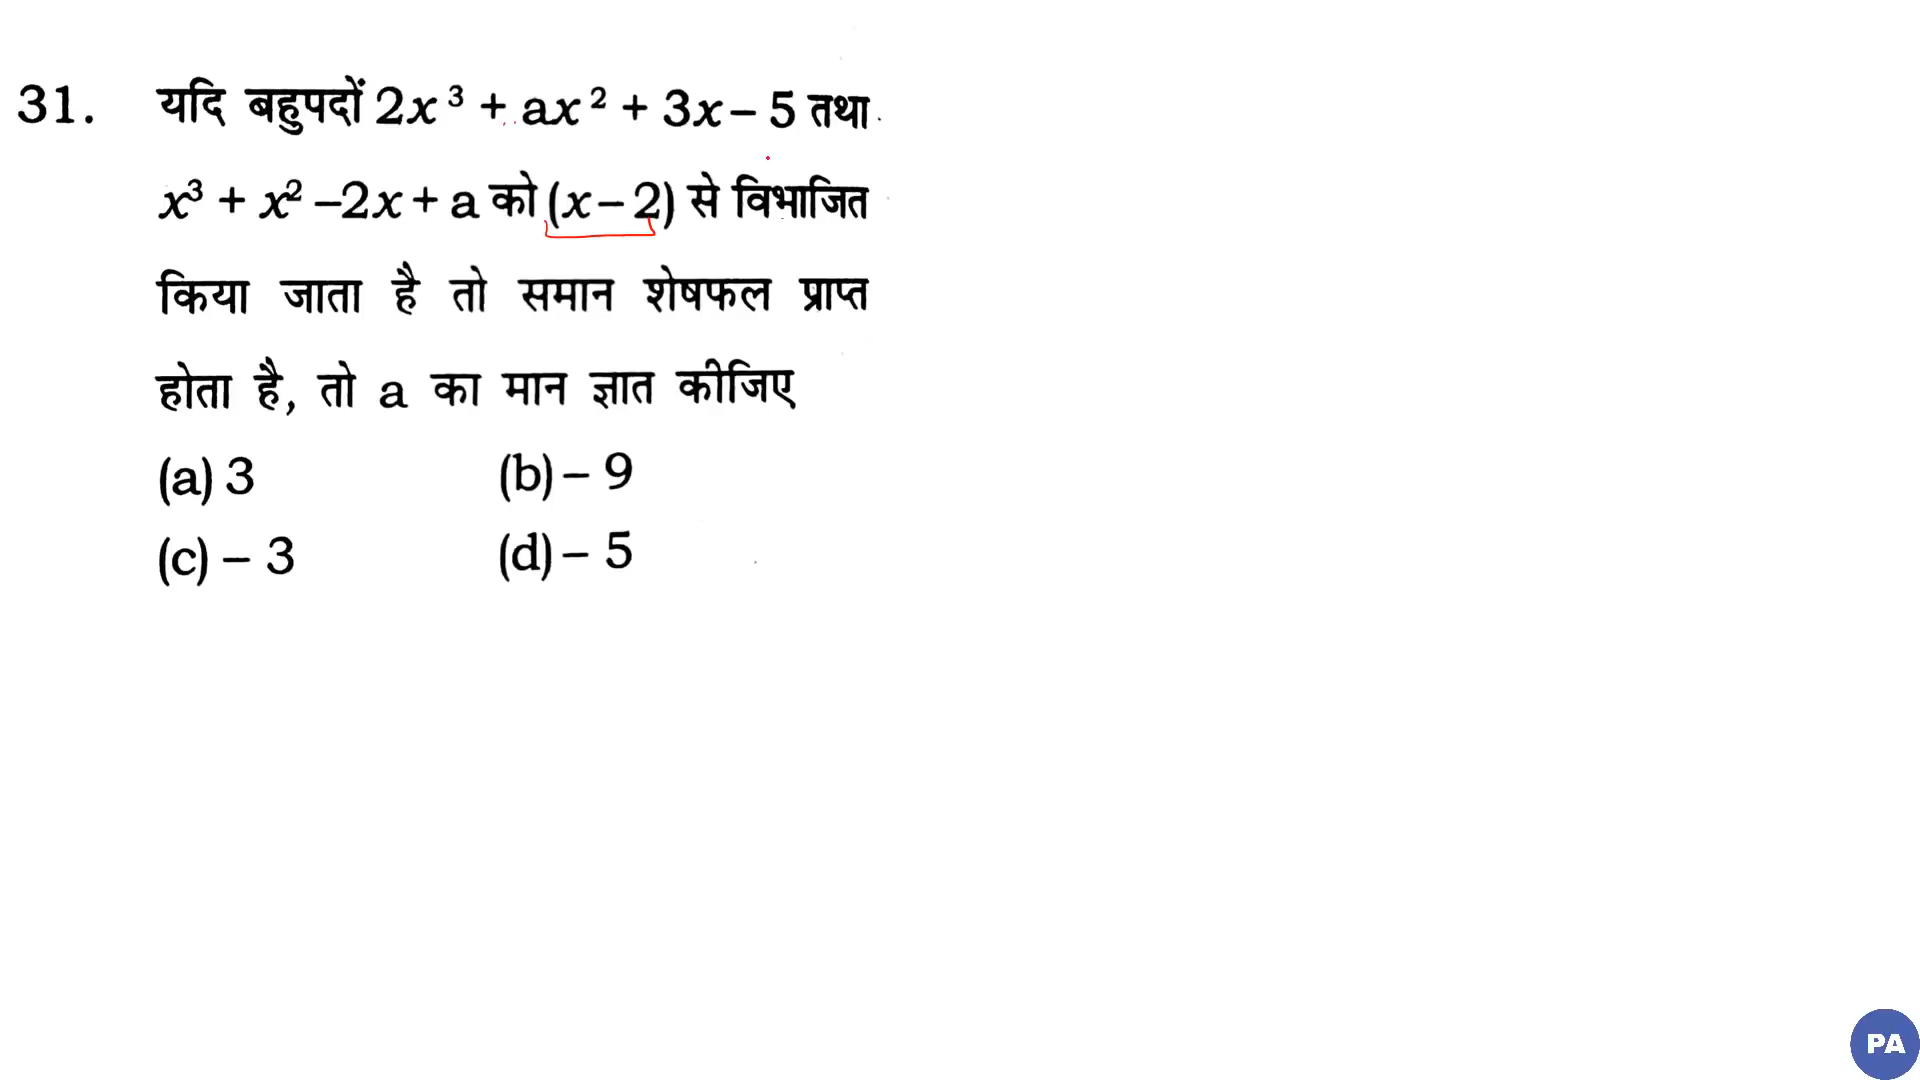 31. यदि बहुपदों 2x³ + ax² + 3x – 5 तथा
x³ + x² –2x + a को (x – 2) से विभाजित
किया जाता है तो समान शेषफल प्राप्त
होता है, तो a का मान ज्ञात कीजिए
(a) 3 (b) – 9
(c) – 3 (d) – 5
PA